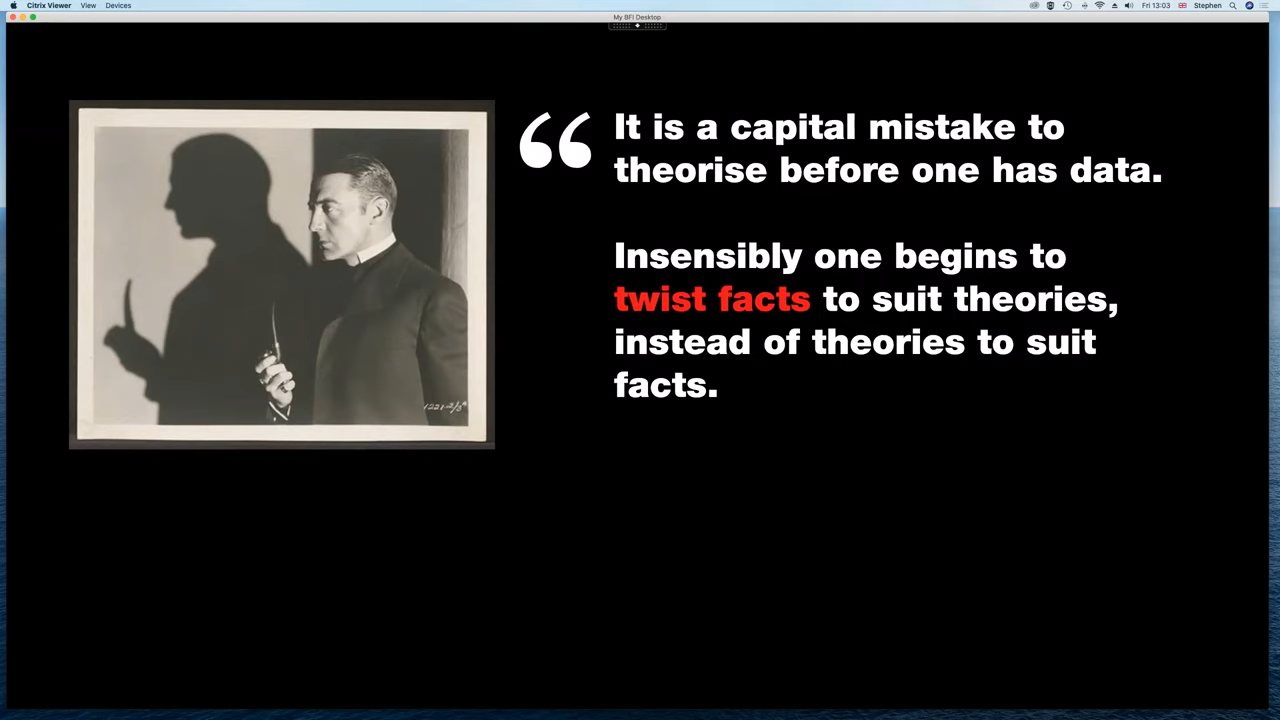 Citrix Viewer View Devices
Fri 13:03 Stephen
My BFI Desktop
“ It is a capital mistake to
theorise before one has data.
Insensibly one begins to
twist facts to suit theories,
instead of theories to suit
facts.